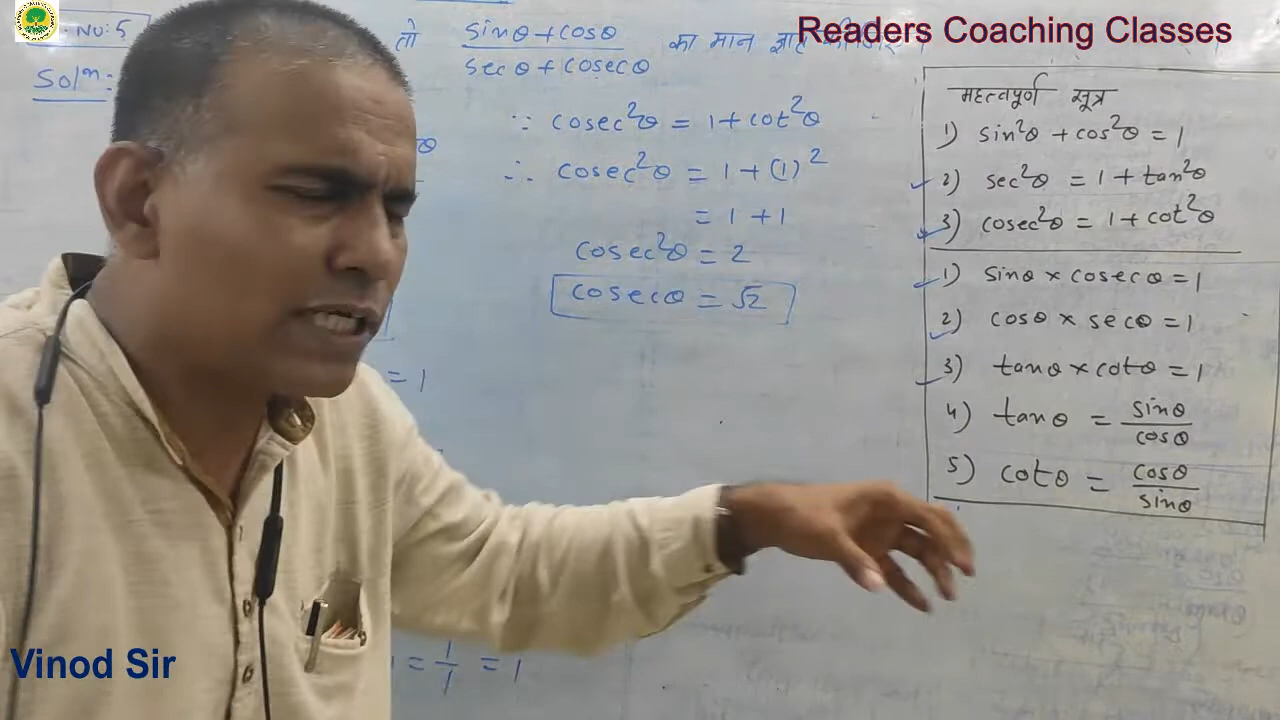 Readers Coaching Classes
No: 5
तो sinθ + cosθ / secθ + cosecθ का मान ज्ञात
Solⁿ:
∵ cosec²θ = 1 + cot²θ
∴ cosec²θ = 1 + (1)²
= 1 + 1
cosec²θ = 2
cosecθ = √2
= 1
= 1/1 = 1
महत्वपूर्ण सूत्र
1) sin²θ + cos²θ = 1
2) sec²θ = 1 + tan²θ
3) cosec²θ = 1 + cot²θ
1) sinθ × cosecθ = 1
2) cosθ × secθ = 1
3) tanθ × cotθ = 1
4) tanθ = sinθ / cosθ
5) cotθ = cosθ / sinθ
Vinod Sir